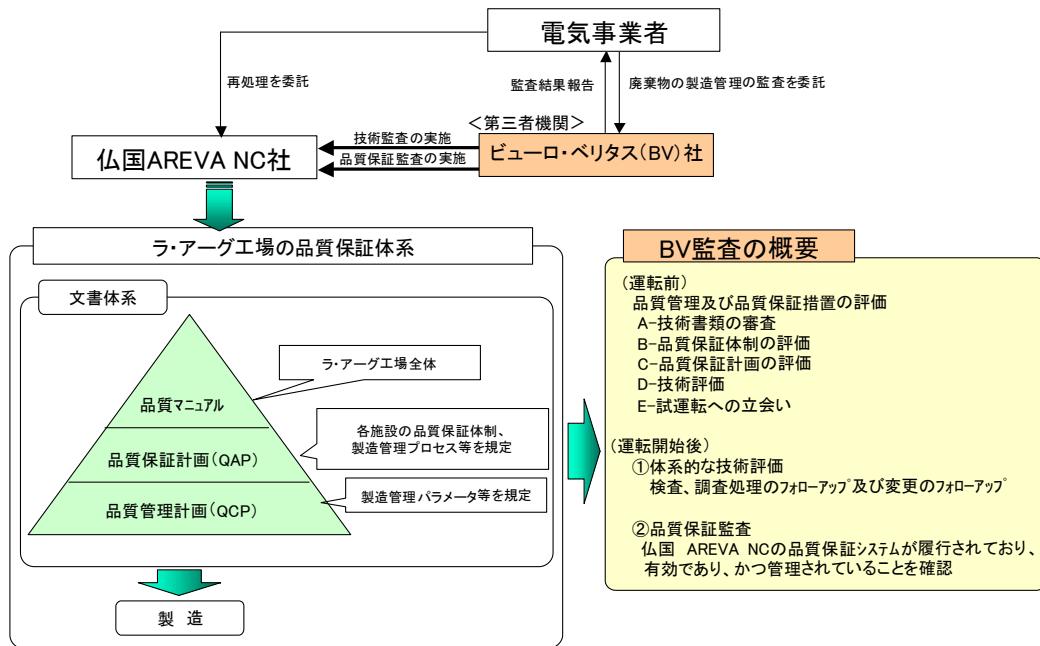 電気事業者
再処理を委託
監査結果報告
廃棄物の製造管理の監査を委託
＜第三者機関＞
技術監査の実施
品質保証監査の実施
仏国AREVA NC社
ビューロ・ベリタス(BV)社
ラ・アーグ工場の品質保証体系
文書体系
ラ・アーグ工場全体
品質マニュアル
各施設の品質保証体制、
製造管理プロセス等を規定
品質保証計画(QAP)
製造管理パラメータ等を規定
品質管理計画(QCP)
製 造
BV監査の概要
(運転前)
品質管理及び品質保証措置の評価
A-技術書類の審査
B-品質保証体制の評価
C-品質保証計画の評価
D-技術評価
E-試運転への立会い
(運転開始後)
①体系的な技術評価
検査、調査処理のフォローアップ及び変更のフォローアップ
②品質保証監査
仏国 AREVA NCの品質保証システムが履行されており、
有効であり、かつ管理されていることを確認